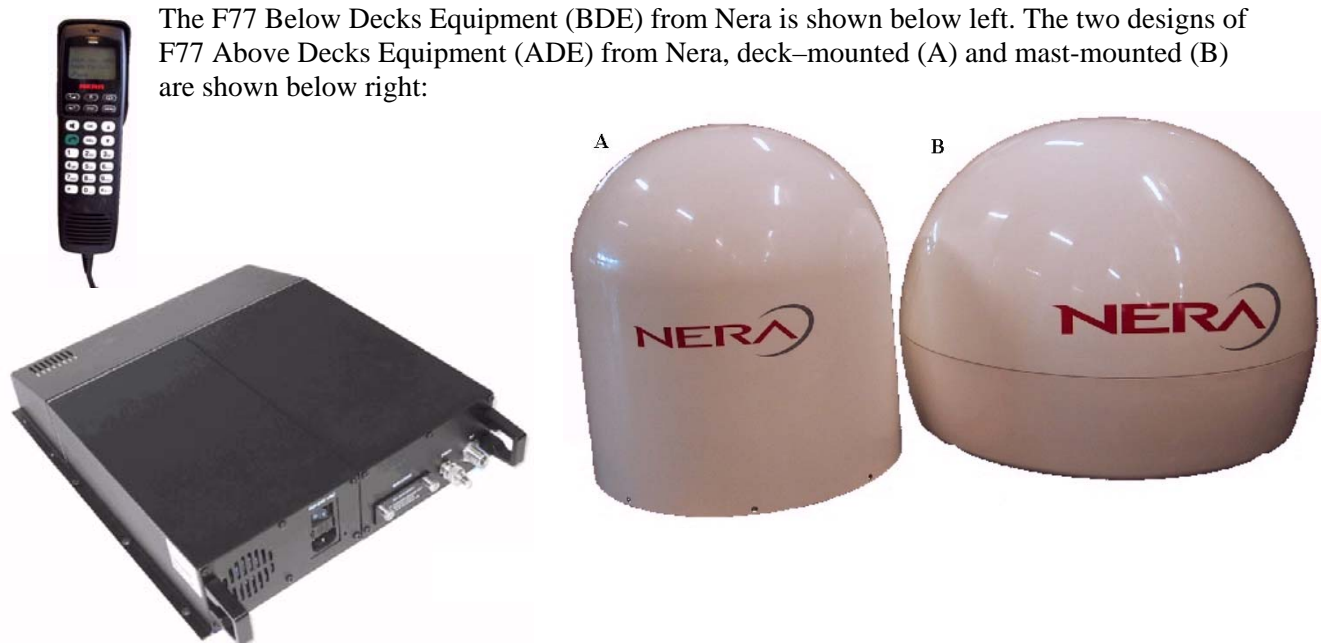 The F77 Below Decks Equipment (BDE) from Nera is shown below left. The two designs of
F77 Above Decks Equipment (ADE) from Nera, deck–mounted (A) and mast-mounted (B)
are shown below right:
A
B
NERA
NERA